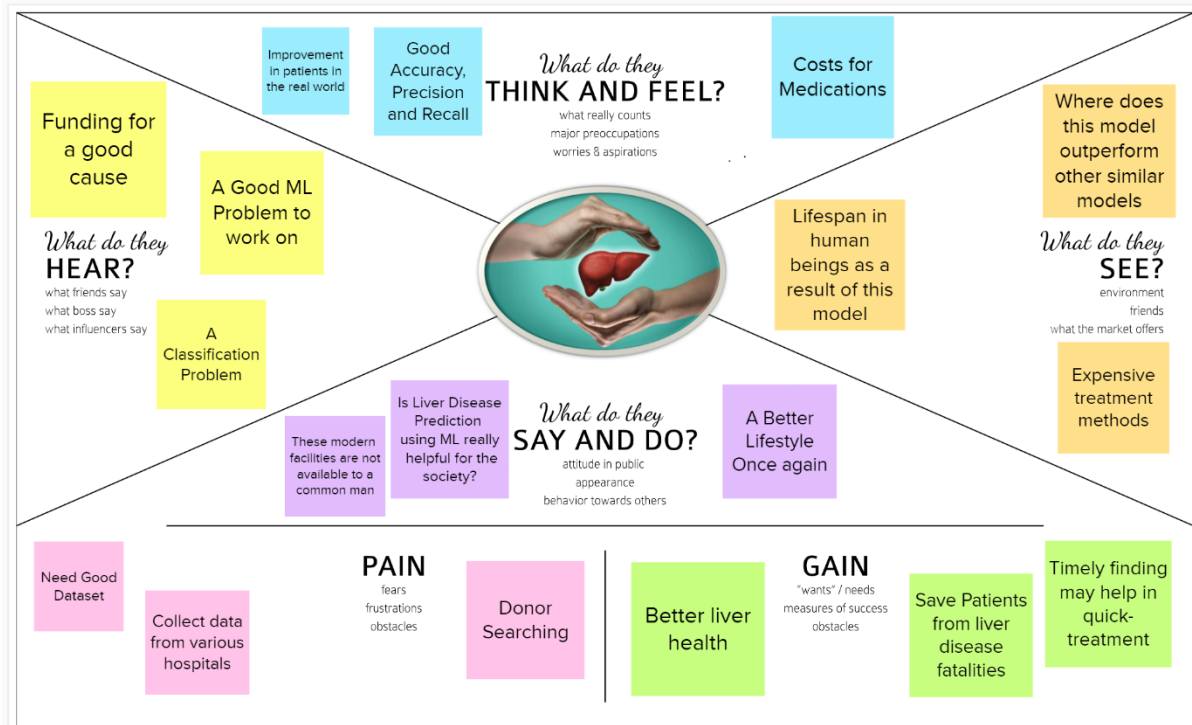 Improvement
in patients in
the real world
Good
Accuracy,
Precision
and Recall
What do they
THINK AND FEEL?
what really counts
major preoccupations
worries & aspirations
Costs for
Medications
Funding for
a good
cause
A Good ML
Problem to
work on
What do they
HEAR?
what friends say
what boss say
what influencers say
A
Classification
Problem
Lifespan in
human
beings as a
result of this
model
Where does
this model
outperform
other similar
models
What do they
SEE?
environment
friends
what the market offers
Expensive
treatment
methods
These modern
facilities are not
available to a
common man
Is Liver Disease
Prediction
using ML really
helpful for the
society?
What do they
SAY AND DO?
attitude in public
appearance
behavior towards others
A Better
Lifestyle
Once again
Need Good
Dataset
Collect data
from various
hospitals
PAIN
fears
frustrations
obstacles
Donor
Searching
Better liver
health
GAIN
"wants" / needs
measures of success
obstacles
Save Patients
from liver
disease
fatalities
Timely finding
may help in
quick-
treatment